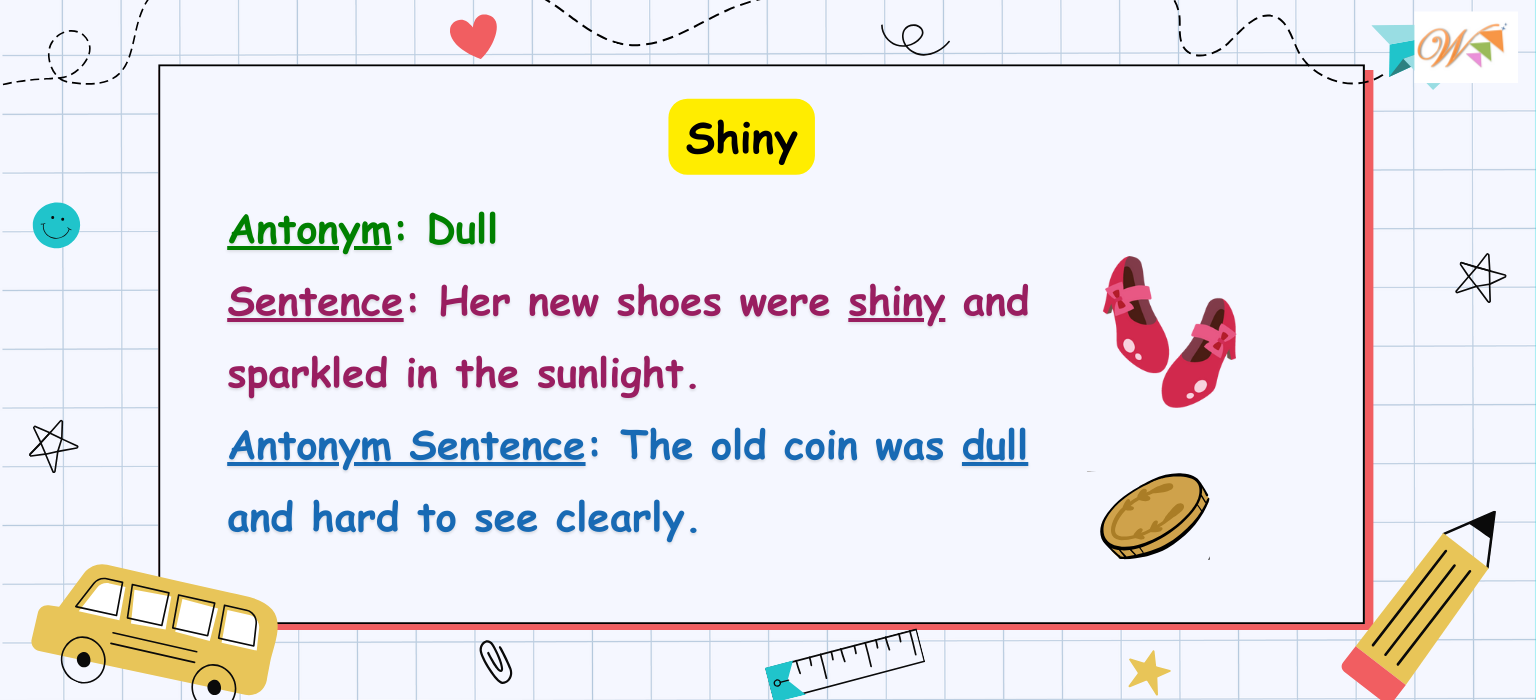 W
Shiny
Antonym: Dull
Sentence: Her new shoes were shiny and
sparkled in the sunlight.
Antonym Sentence: The old coin was dull
and hard to see clearly.